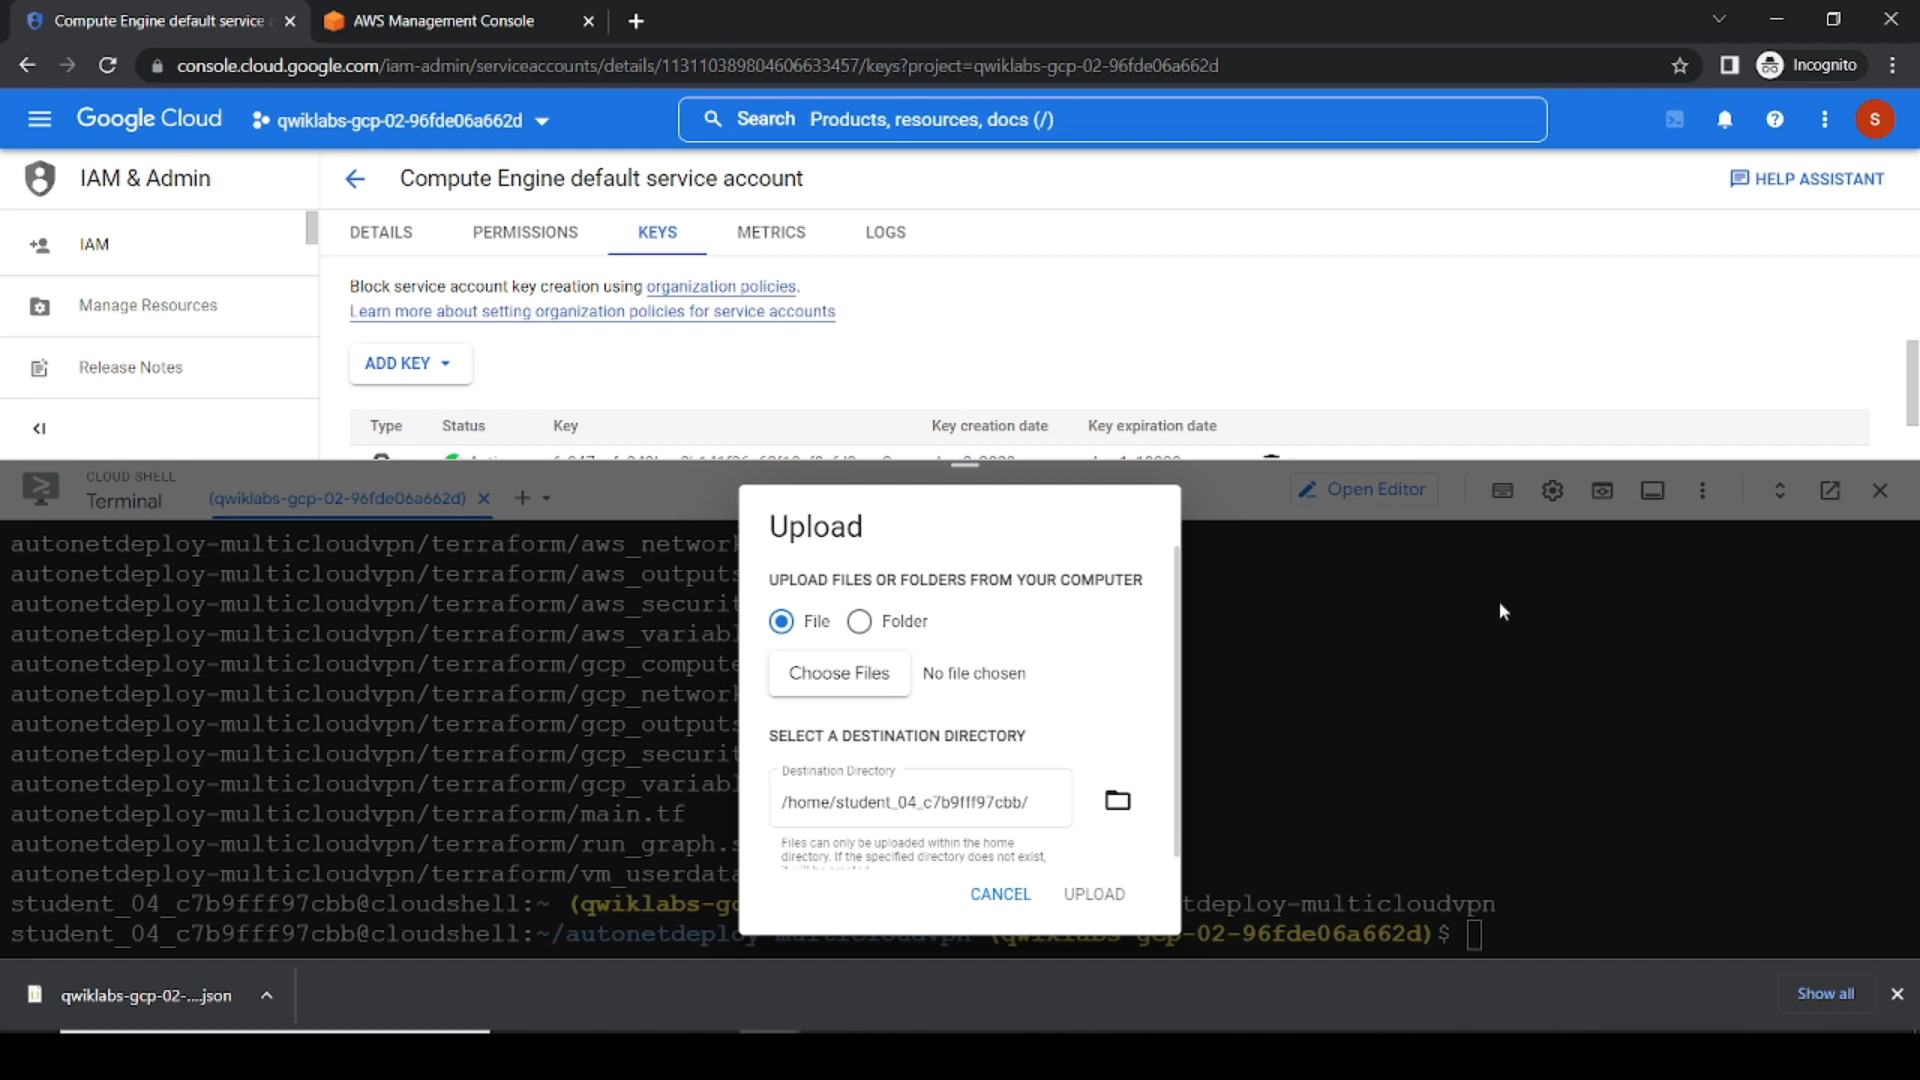 Compute Engine default service
AWS Management Console
console.cloud.google.com/iam-admin/serviceaccounts/details/113110389804606633457/keys?project=qwiklabs-gcp-02-96fde06a662d
Incognito
Google Cloud
qwiklabs-gcp-02-96fde06a662d
Search Products, resources, docs (/)
S
IAM & Admin
Compute Engine default service account
HELP ASSISTANT
DETAILS PERMISSIONS KEYS METRICS LOGS
IAM
Manage Resources
Release Notes
Block service account key creation using organization policies.
Learn more about setting organization policies for service accounts
ADD KEY
Type Status Key Key creation date Key expiration date
CLOUD SHELL
Terminal
(qwiklabs-gcp-02-96fde06a662d)
Open Editor
autonetdeploy-multicloudvpn/terraform/aws_network
autonetdeploy-multicloudvpn/terraform/aws_outputs
autonetdeploy-multicloudvpn/terraform/aws_securit
autonetdeploy-multicloudvpn/terraform/aws_variabl
autonetdeploy-multicloudvpn/terraform/gcp_compute
autonetdeploy-multicloudvpn/terraform/gcp_network
autonetdeploy-multicloudvpn/terraform/gcp_outputs
autonetdeploy-multicloudvpn/terraform/gcp_securit
autonetdeploy-multicloudvpn/terraform/gcp_variabl
autonetdeploy-multicloudvpn/terraform/main.tf
autonetdeploy-multicloudvpn/terraform/run_graph.s
autonetdeploy-multicloudvpn/terraform/vm_userdata
student_04_c7b9fff97cbb@cloudshell:~ (qwiklabs-gc tdeploy-multicloudvpn
student_04_c7b9fff97cbb@cloudshell:~/autonetdeploy-multicloudvpn (qwiklabs-gcp-02-96fde06a662d)$
Upload
UPLOAD FILES OR FOLDERS FROM YOUR COMPUTER
File Folder
Choose Files No file chosen
SELECT A DESTINATION DIRECTORY
Destination Directory
/home/student_04_c7b9fff97cbb/
Files can only be uploaded within the home
directory. If the specified directory does not exist,
CANCEL UPLOAD
qwiklabs-gcp-02-....json
Show all